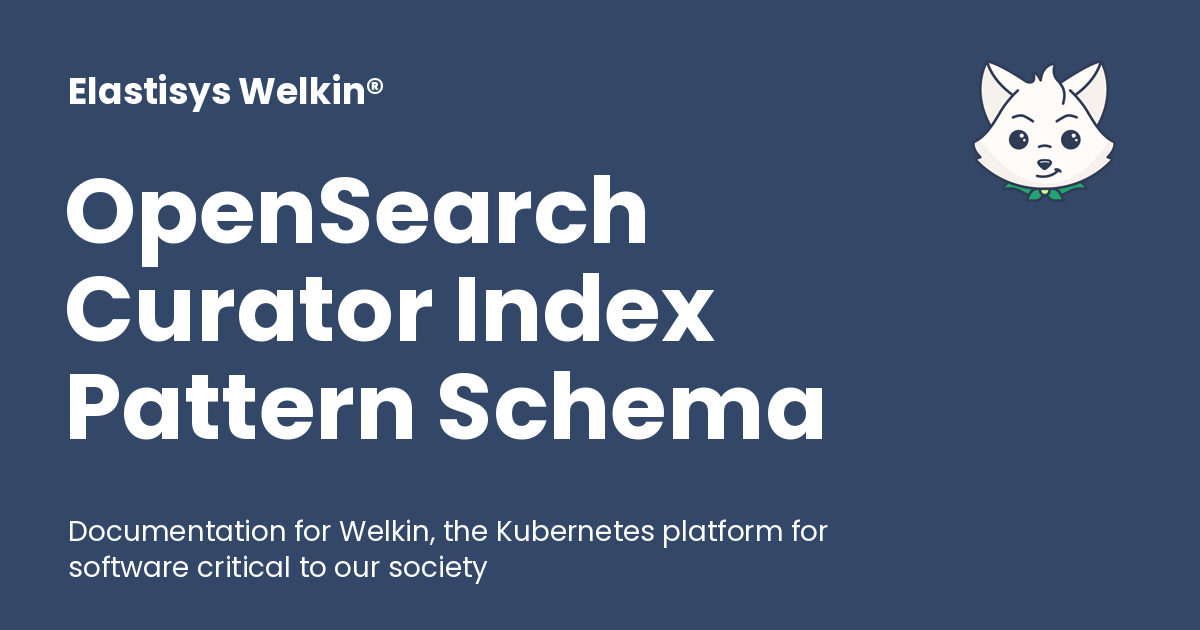 Elastisys Welkin®
OpenSearch
Curator Index
Pattern Schema
Documentation for Welkin, the Kubernetes platform for
software critical to our society